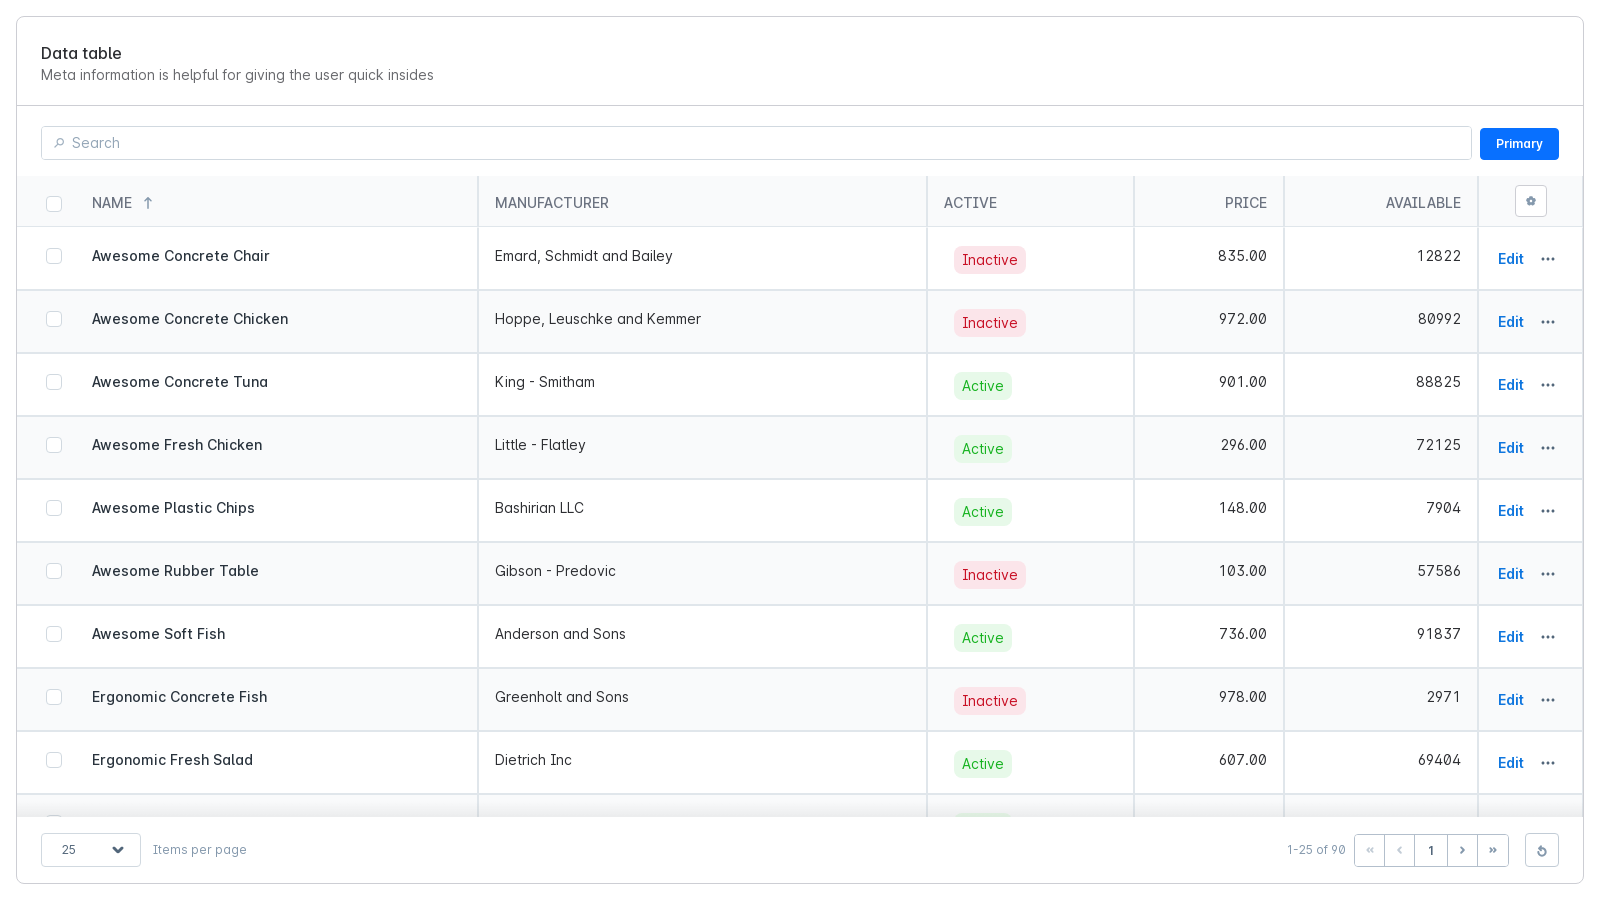 Data table
Meta information is helpful for giving the user quick insides
Search
Primary
NAME MANUFACTURER ACTIVE PRICE AVAILABLE
Awesome Concrete Chair Emard, Schmidt and Bailey Inactive 835.00 12822 Edit
Awesome Concrete Chicken Hoppe, Leuschke and Kemmer Inactive 972.00 80992 Edit
Awesome Concrete Tuna King - Smitham Active 901.00 88825 Edit
Awesome Fresh Chicken Little - Flatley Active 296.00 72125 Edit
Awesome Plastic Chips Bashirian LLC Active 148.00 7904 Edit
Awesome Rubber Table Gibson - Predovic Inactive 103.00 57586 Edit
Awesome Soft Fish Anderson and Sons Active 736.00 91837 Edit
Ergonomic Concrete Fish Greenholt and Sons Inactive 978.00 2971 Edit
Ergonomic Fresh Salad Dietrich Inc Active 607.00 69404 Edit
25 Items per page 1-25 of 90 « ‹ 1 › »